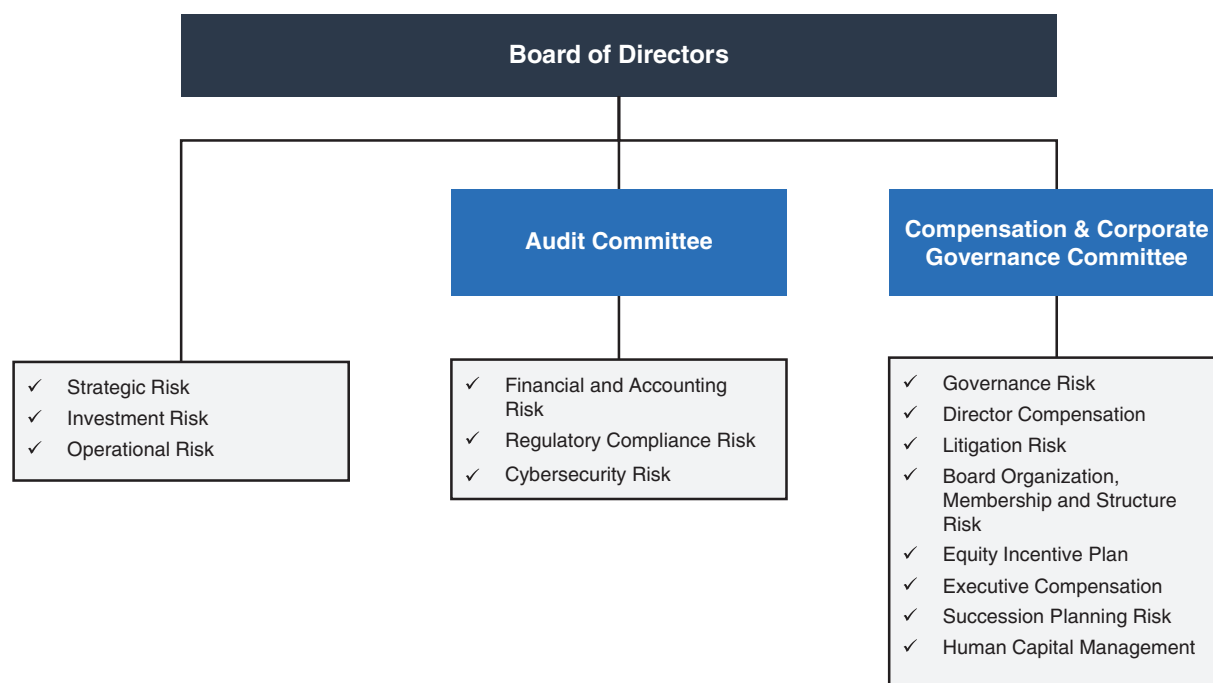 Board of Directors
Audit Committee
Compensation & Corporate
Governance Committee
✓ Strategic Risk
✓ Investment Risk
✓ Operational Risk
✓ Financial and Accounting
Risk
✓ Regulatory Compliance Risk
✓ Cybersecurity Risk
✓ Governance Risk
✓ Director Compensation
✓ Litigation Risk
✓ Board Organization,
Membership and Structure
Risk
✓ Equity Incentive Plan
✓ Executive Compensation
✓ Succession Planning Risk
✓ Human Capital Management